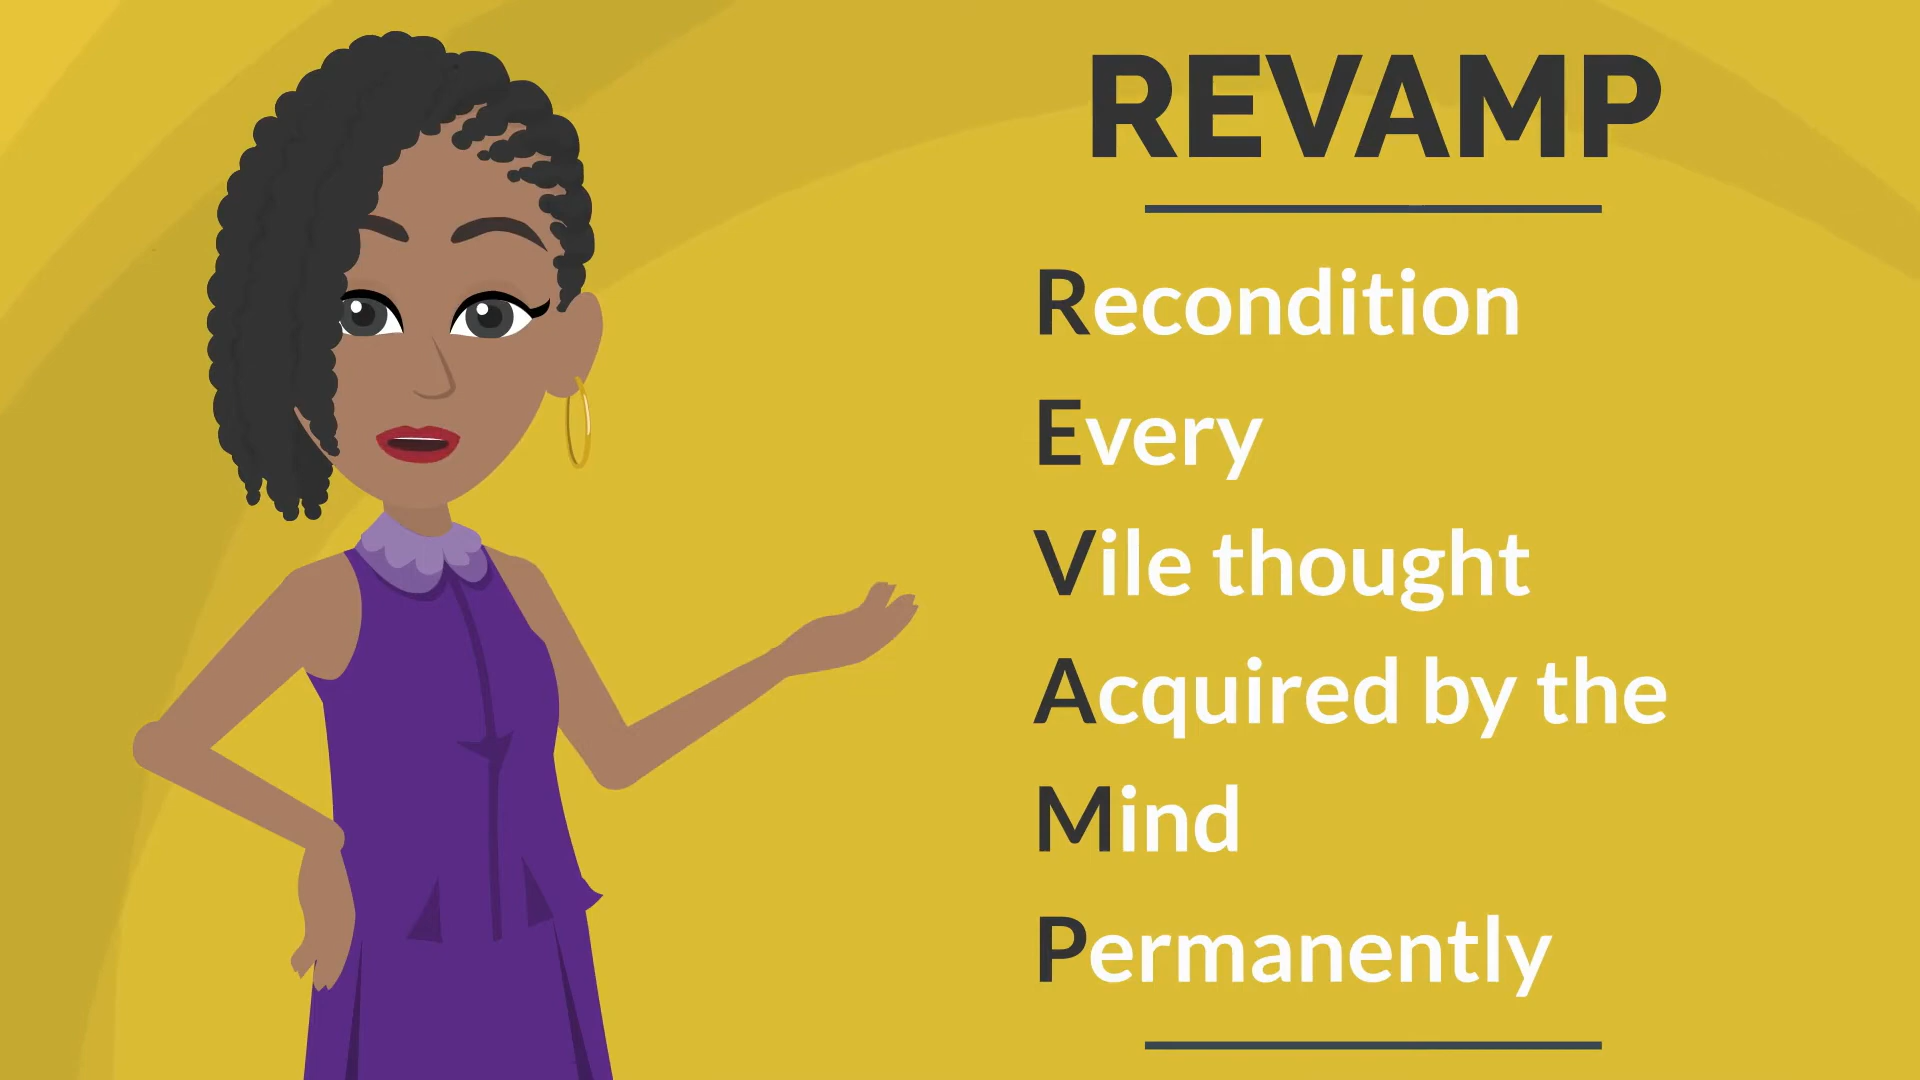 REVAMP
Recondition
Every
Vile thought
Acquired by the
Mind
Permanently